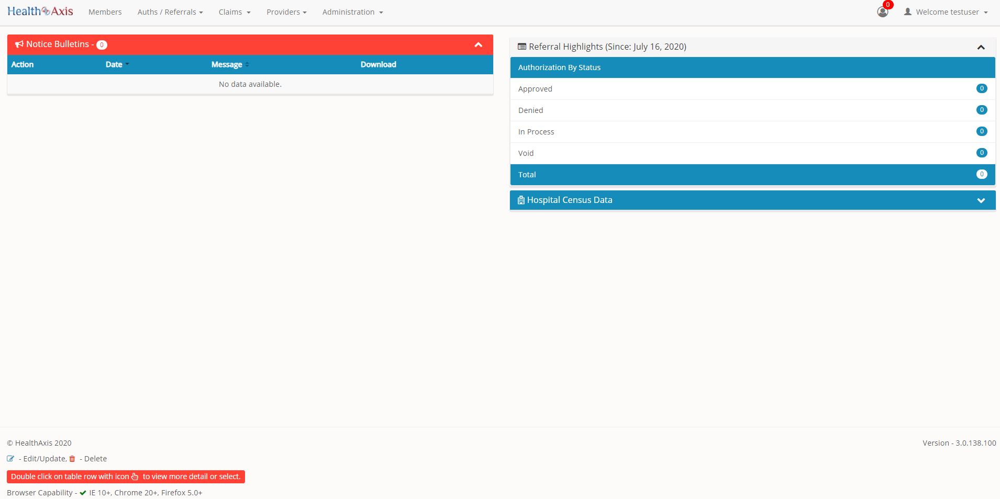 HealthAxis Members Auths / Referrals Claims Providers Administration 0 Welcome testuser
Notice Bulletins - 0
Action Date Message Download
No data available.
Referral Highlights (Since: July 16, 2020)
Authorization By Status
Approved 0
Denied 0
In Process 0
Void 0
Total 0
Hospital Census Data
© HealthAxis 2020 Version - 3.0.138.100
- Edit/Update, - Delete
Double click on table row with icon to view more detail or select.
Browser Capability - IE 10+, Chrome 20+, Firefox 5.0+